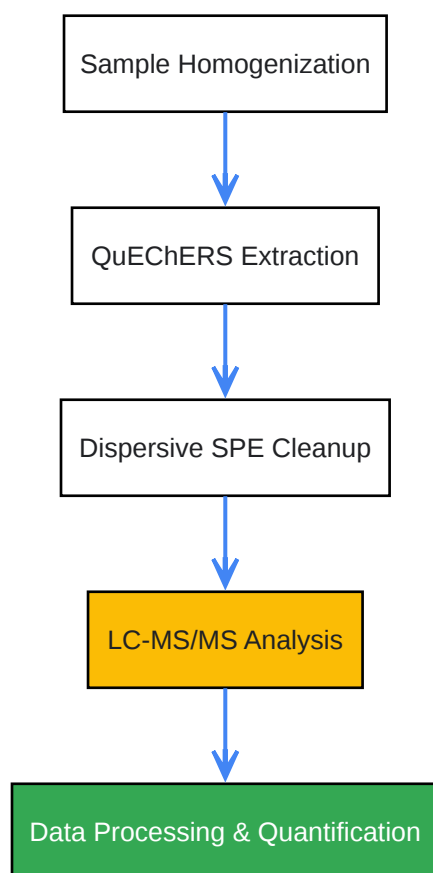 Sample Homogenization
QuEChERS Extraction
Dispersive SPE Cleanup
LC-MS/MS Analysis
Data Processing & Quantification